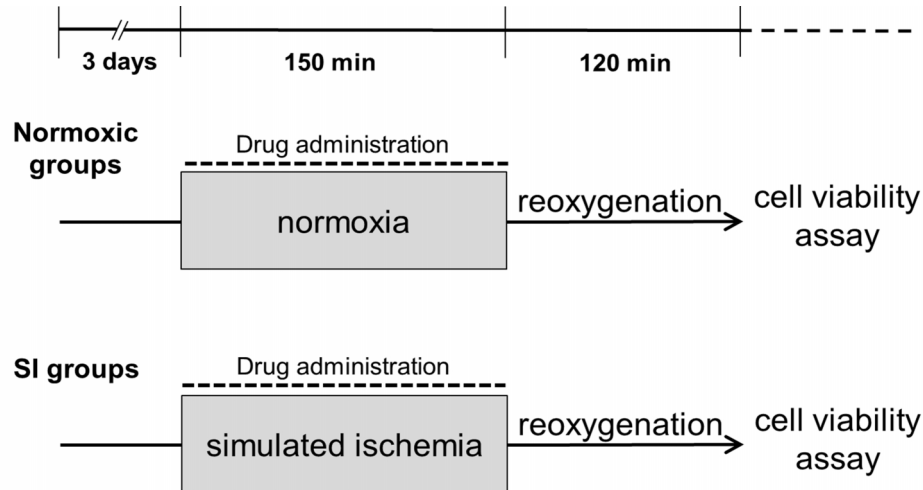 3 days
150 min
120 min
Normoxic
groups
Drug administration
normoxia
reoxygenation
cell viability
assay
SI groups
Drug administration
simulated ischemia
reoxygenation
cell viability
assay